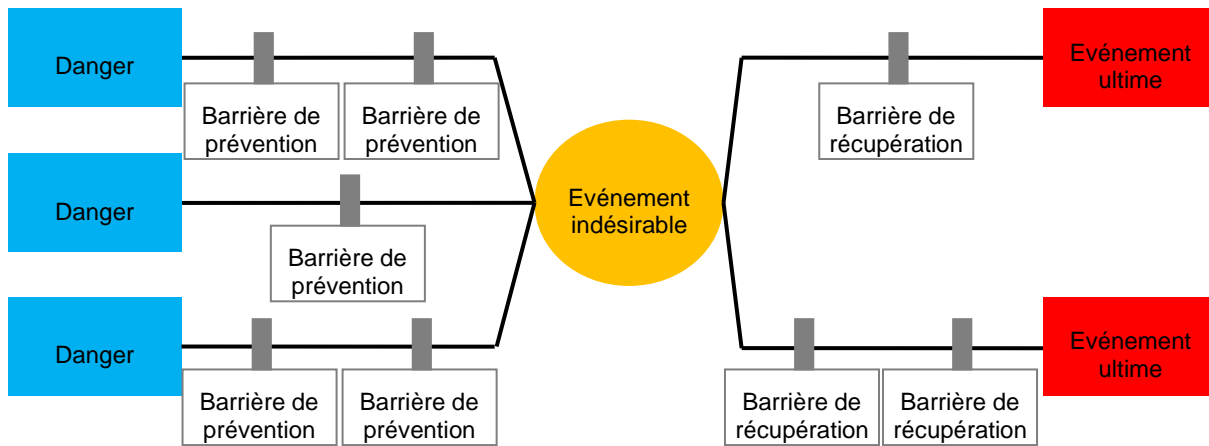 Danger
Barrière de
prévention
Barrière de
prévention
Danger
Barrière de
prévention
Danger
Barrière de
prévention
Barrière de
prévention
Evénement
indésirable
Barrière de
récupération
Evénement
ultime
Barrière de
récupération
Barrière de
récupération
Evénement
ultime